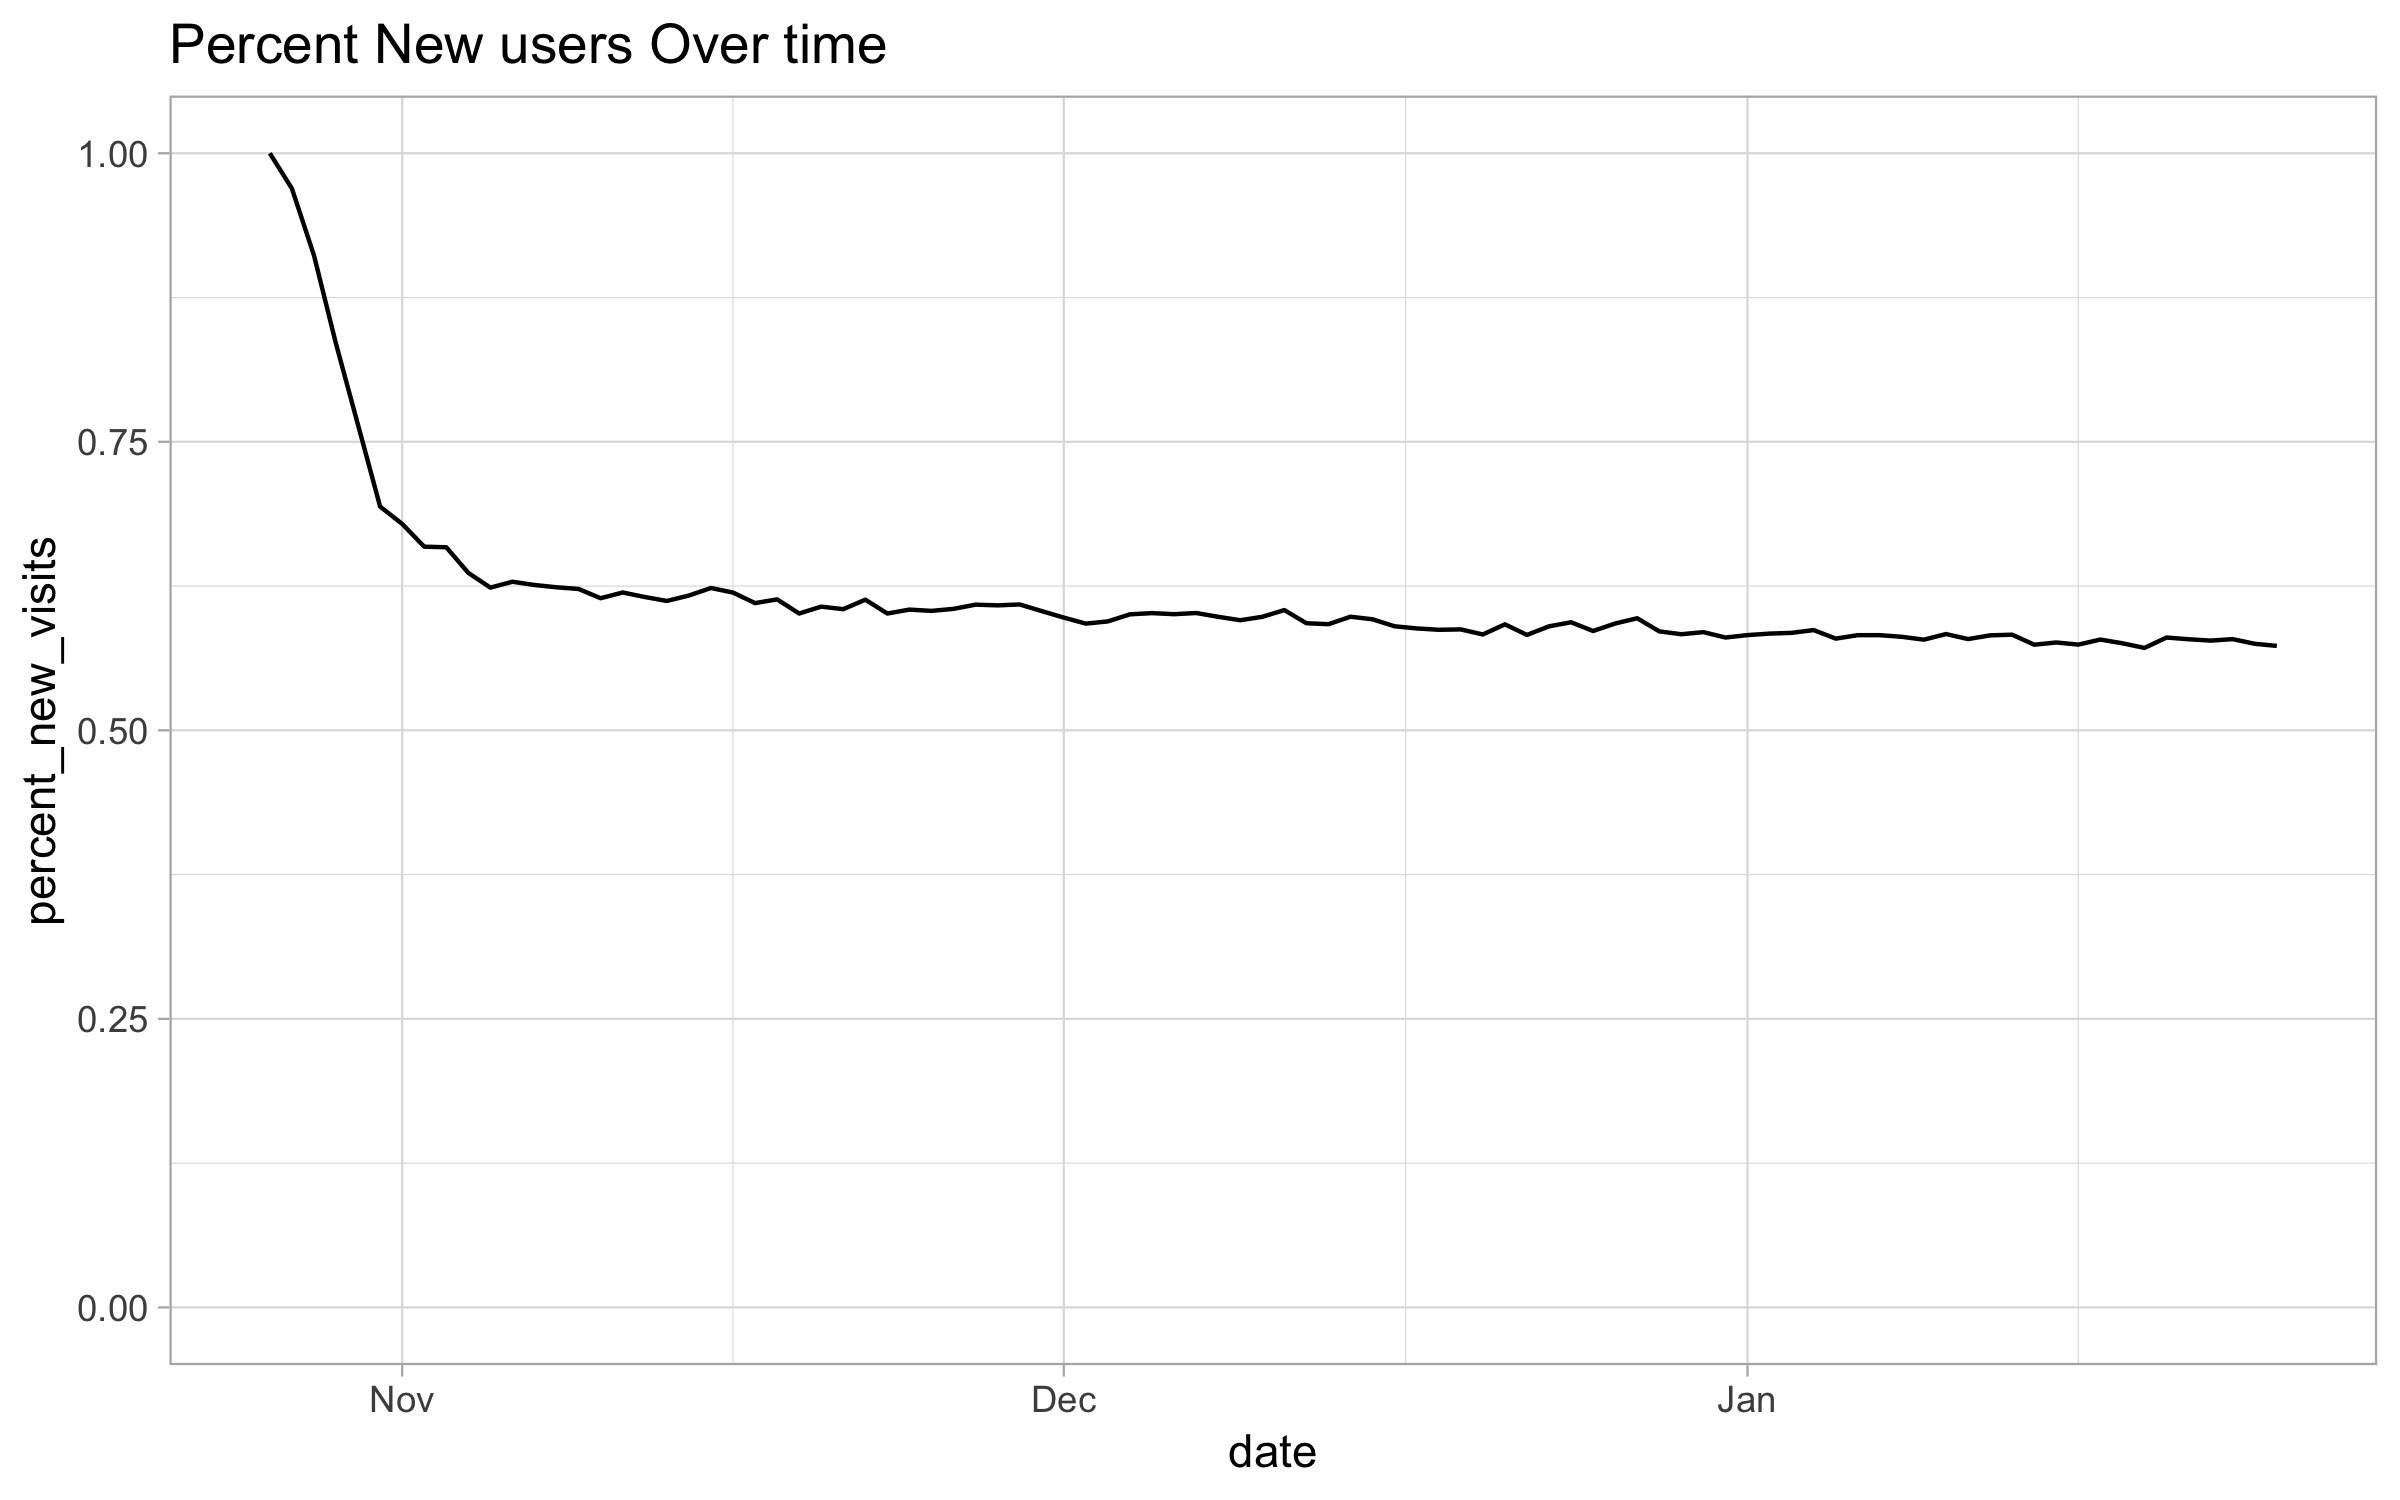 Percent New users Over time
percent_new_visits
1.00
0.75
0.50
0.25
0.00
Nov
Dec
Jan
date